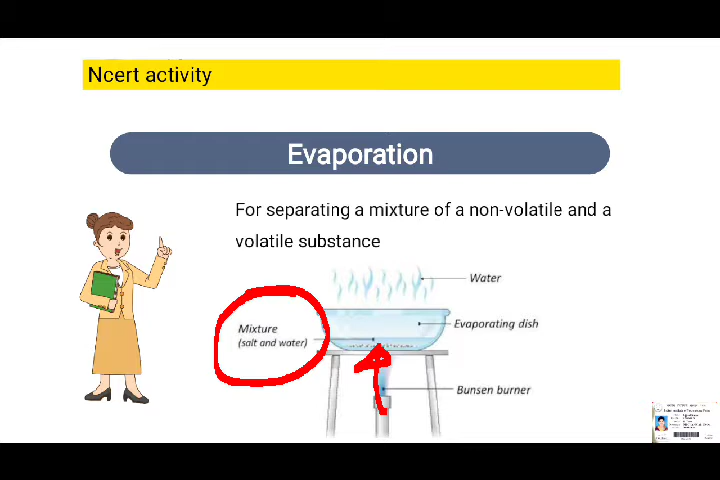 Ncert activity
Evaporation
For separating a mixture of a non-volatile and a
volatile substance
Water
Mixture
(salt and water)
Evaporating dish
Bunsen burner